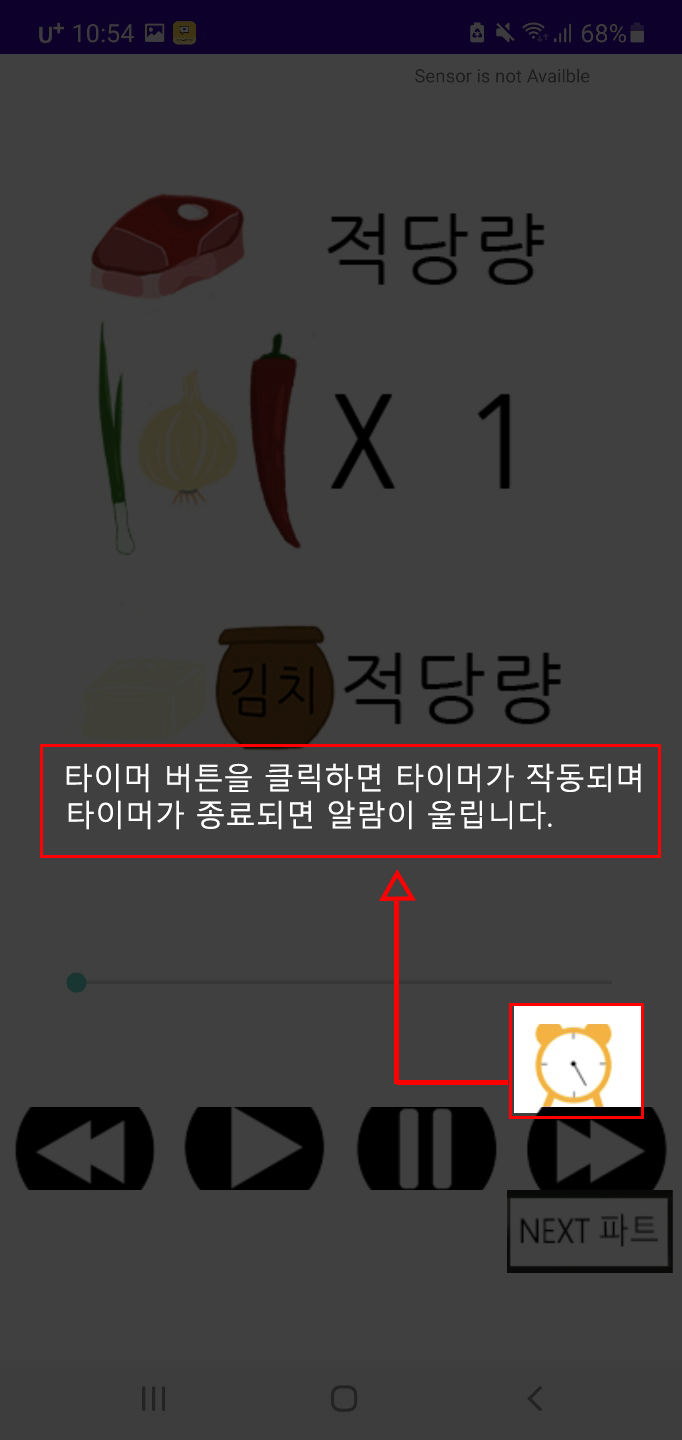 U+ 10:54 68%
Sensor is not Availble
적당량
X 1
김치 적당량
타이머 버튼을 클릭하면 타이머가 작동되며
타이머가 종료되면 알람이 울립니다.
NEXT 파트